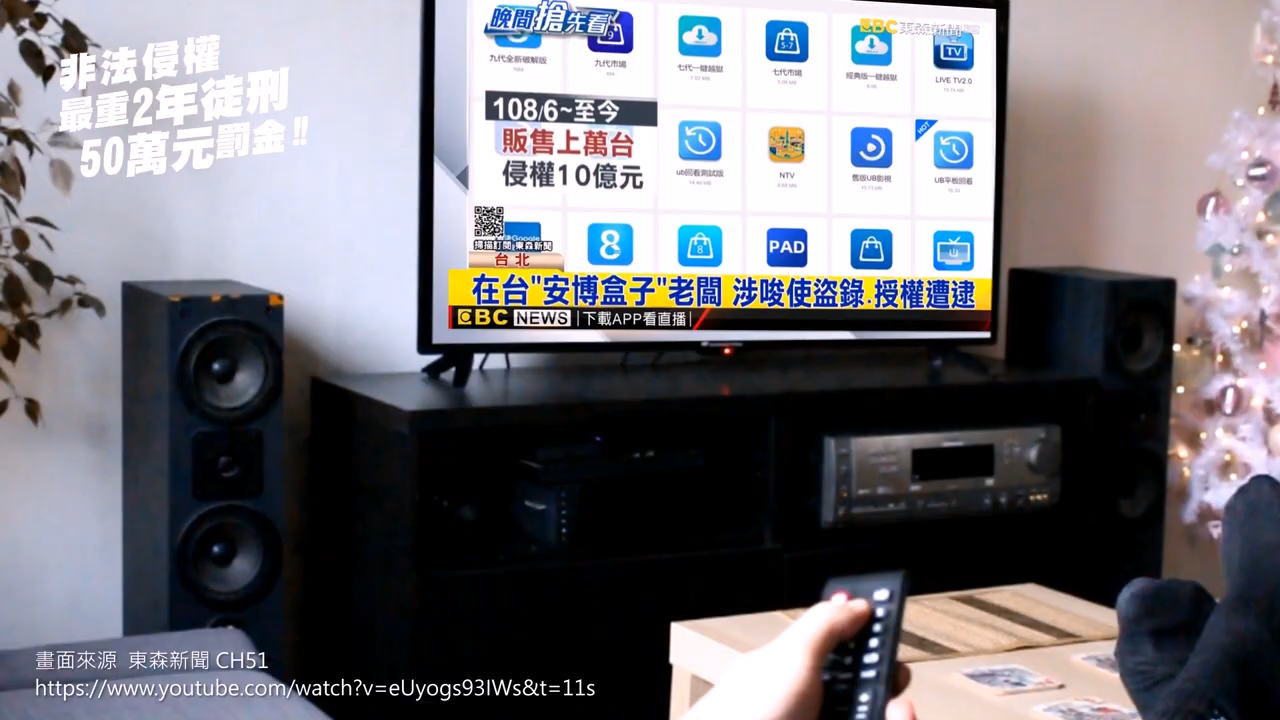 非法侵權
最重2年徒刑
50萬元罰金!!
晚間搶先看
EBC東森新聞
九代全新破解版
九代市場
七代一鍵越獄
七代市場
經典版一鍵越獄
LIVE TV2.0
108/6~至今
販售上萬台
侵權10億元
ub回看測試版
NTV
舊版UB影視
HOT
UB平板回看
掃描訂閱 東森新聞
台北
8
PAD
在台"安博盒子"老闆 涉唆使盜錄.授權遭逮
EBC NEWS 下載APP看直播
畫面來源 東森新聞 CH51
https://www.youtube.com/watch?v=eUyogs93lWs&t=11s